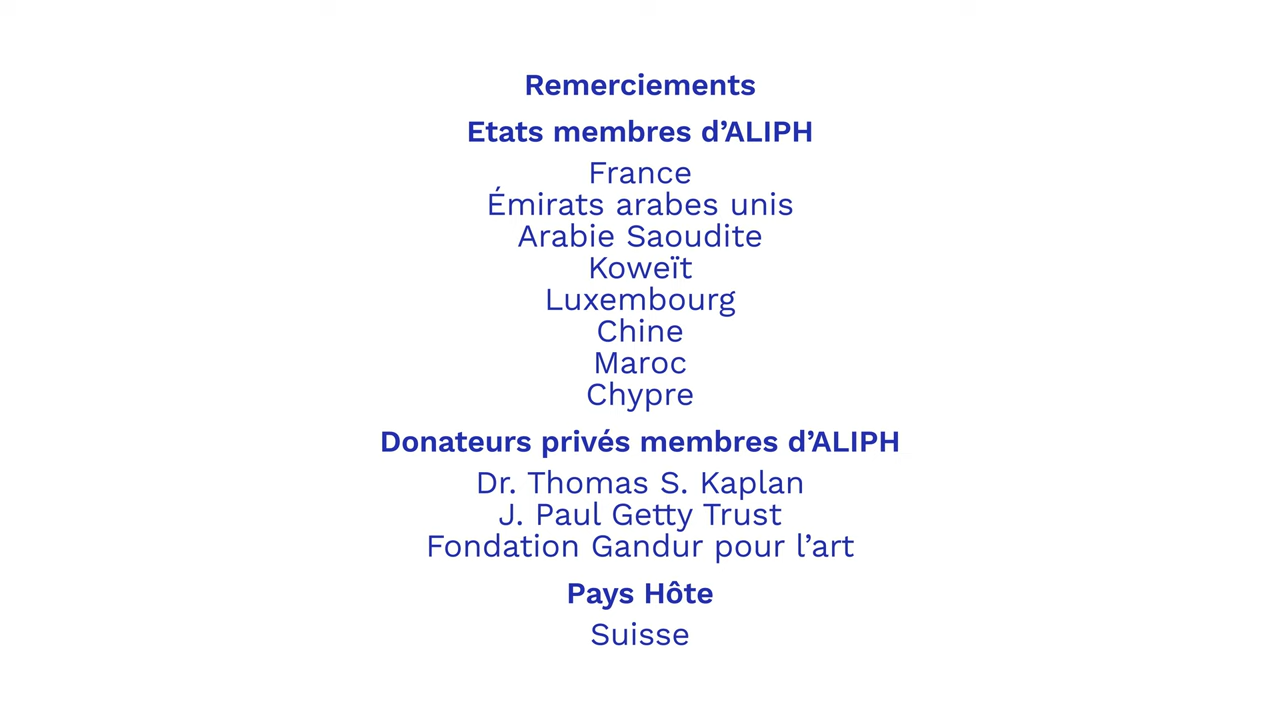 Remerciements
Etats membres d’ALIPH
France
Émirats arabes unis
Arabie Saoudite
Koweït
Luxembourg
Chine
Maroc
Chypre
Donateurs privés membres d’ALIPH
Dr. Thomas S. Kaplan
J. Paul Getty Trust
Fondation Gandur pour l’art
Pays Hôte
Suisse